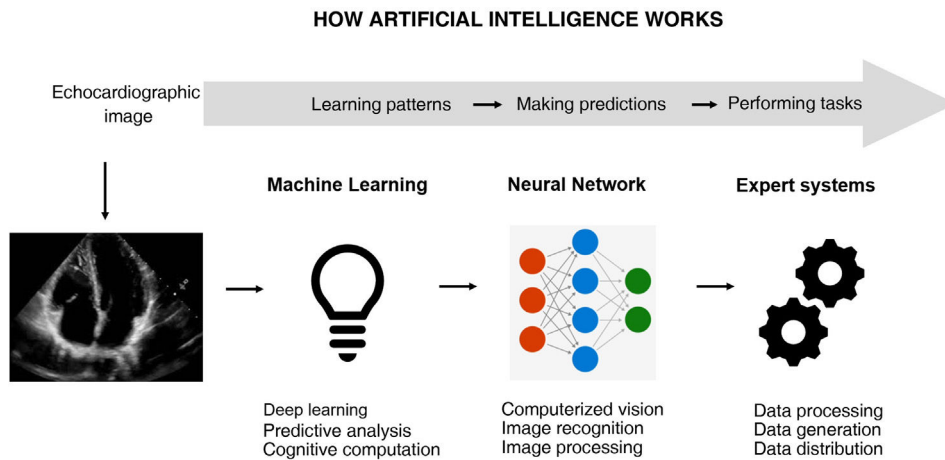 HOW ARTIFICIAL INTELLIGENCE WORKS
Echocardiographic
image
Learning patterns
Making predictions
Performing tasks
Machine Learning
Neural Network
Expert systems
Deep learning
Predictive analysis
Cognitive computation
Computerized vision
Image recognition
Image processing
Data processing
Data generation
Data distribution